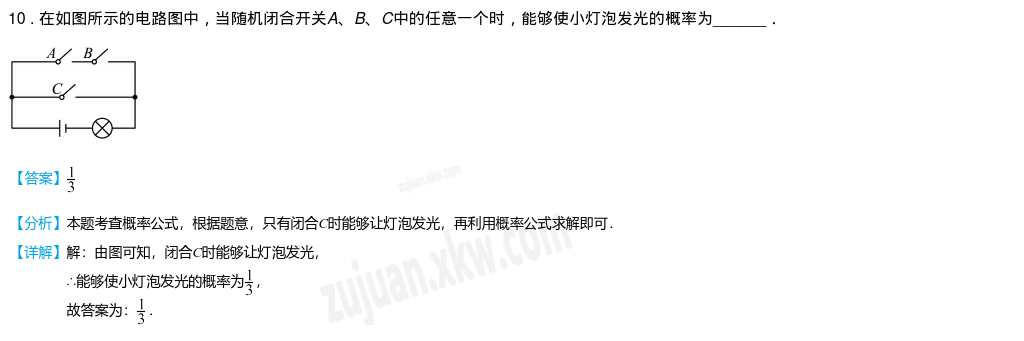 10 . 在如图所示的电路图中，当随机闭合开关A、B、C中的任意一个时，能够使小灯泡发光的概率为______．
A B
C
【答案】1/3
zujuan.xkw.com
【分析】本题考查概率公式，根据题意，只有闭合C时能够让灯泡发光，再利用概率公式求解即可．
【详解】解：由图可知，闭合C时能够让灯泡发光，
∴能够使小灯泡发光的概率为1/3，
故答案为：1/3．
zujuan.xkw.com